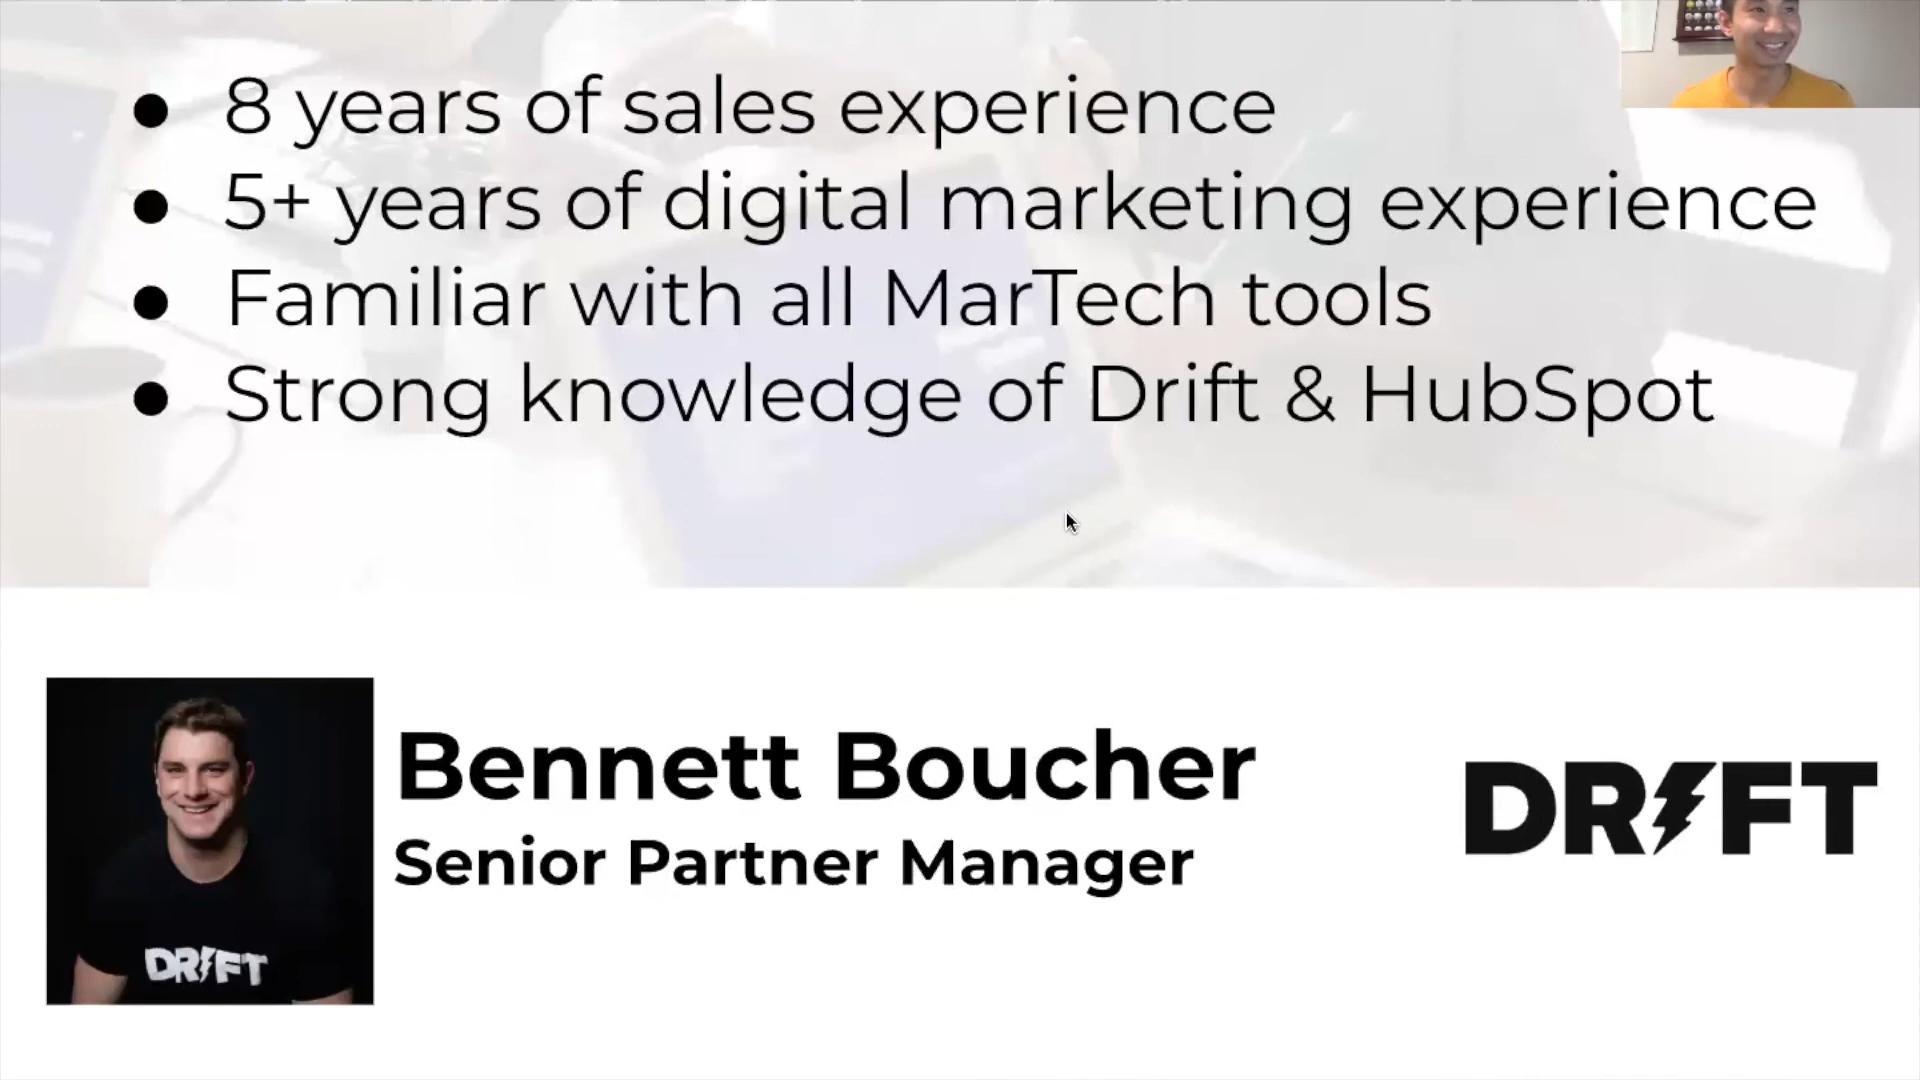 ● 8 years of sales experience
● 5+ years of digital marketing experience
● Familiar with all MarTech tools
● Strong knowledge of Drift & HubSpot
Bennett Boucher
Senior Partner Manager
DRIFT
DRIFT